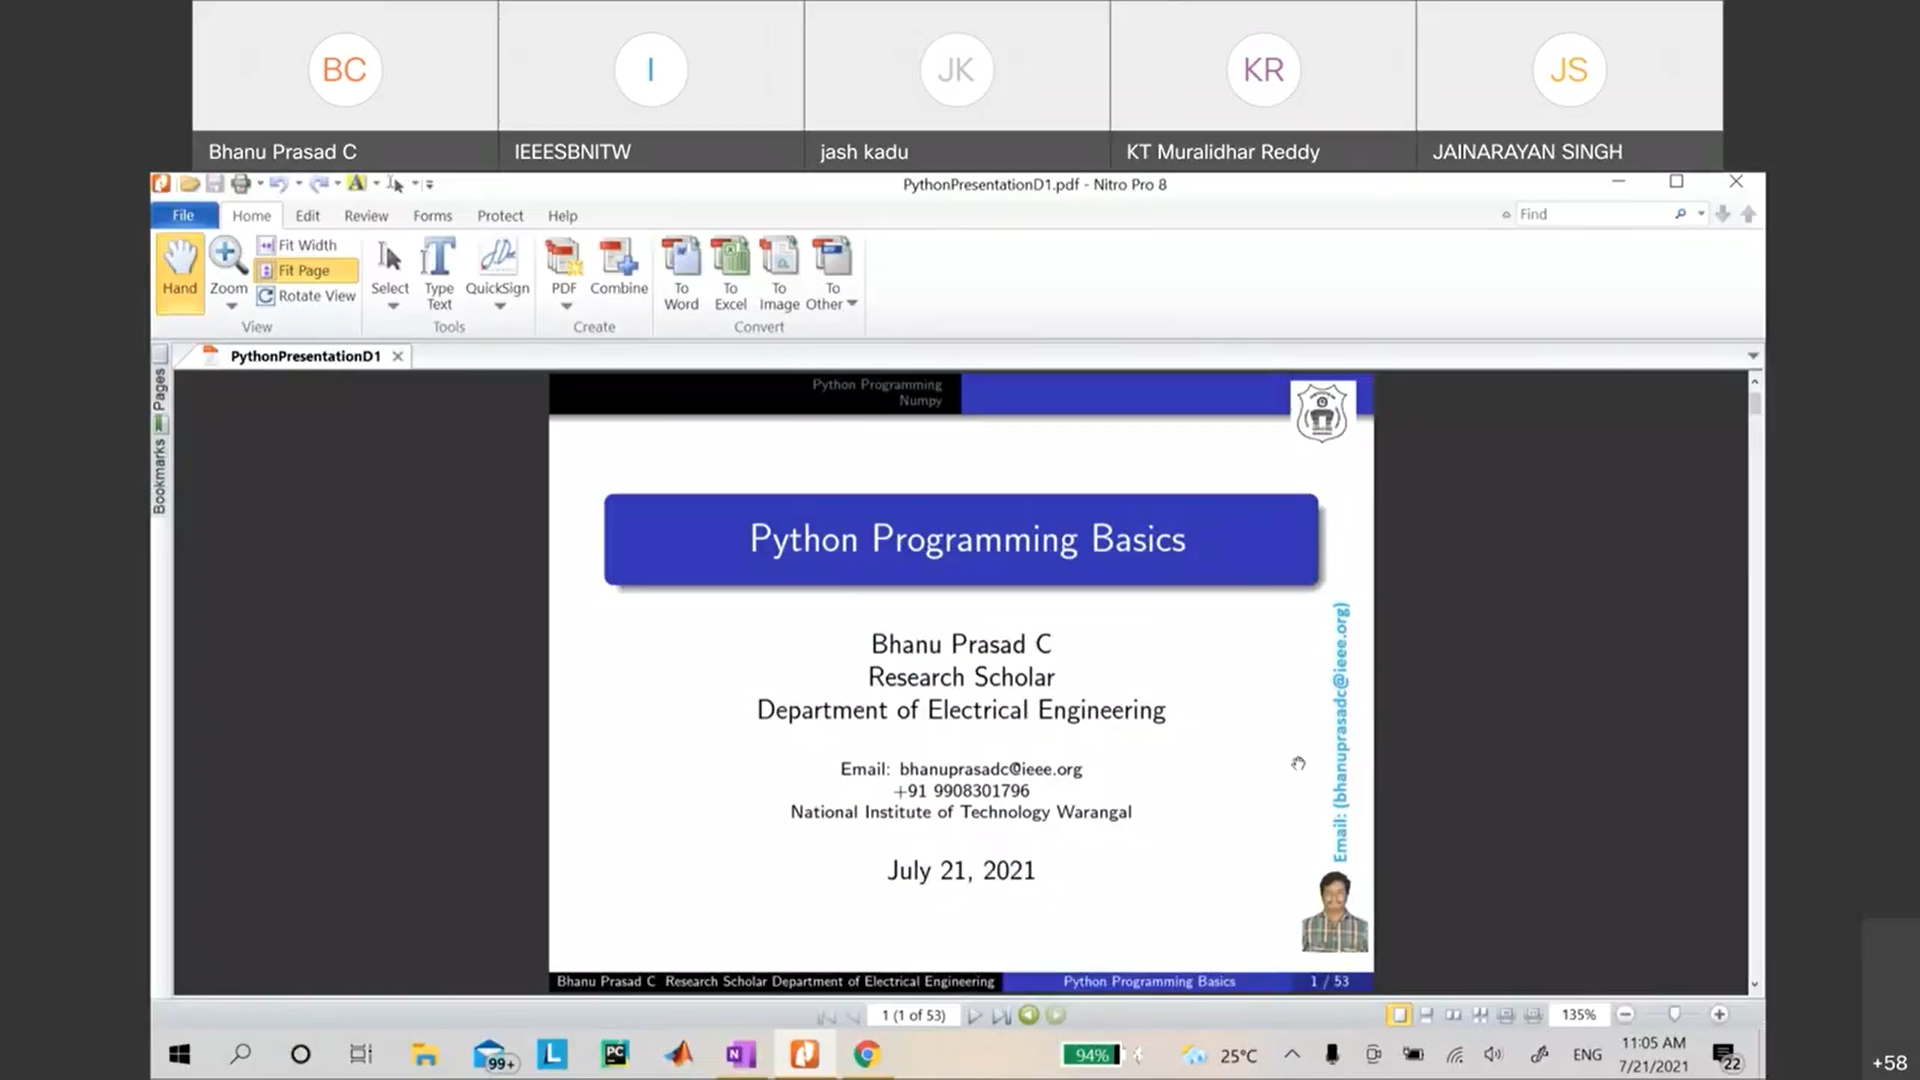 BC
I
JK
KR
JS
Bhanu Prasad C
IEEESBNITW
jash kadu
KT Muralidhar Reddy
JAINARAYAN SINGH
PythonPresentationD1.pdf - Nitro Pro 8
File Home Edit Review Forms Protect Help
Find
Hand
Zoom
Fit Width
Fit Page
Rotate View
Select
Type
Text
QuickSign
PDF
Combine
To
Word
To
Excel
To
Image
To
Other
View
Tools
Create
Convert
PythonPresentationD1
Pages
Bookmarks
Python Programming
Numpy
Python Programming Basics
Bhanu Prasad C
Research Scholar
Department of Electrical Engineering
Email: bhanuprasadc@ieee.org
+91 9908301796
National Institute of Technology Warangal
July 21, 2021
Email: (bhanuprasadc@ieee.org)
Bhanu Prasad C Research Scholar Department of Electrical Engineering
Python Programming Basics
1 / 53
1 (1 of 53)
135%
99+
L
PC
N
94%
25°C
ENG
11:05 AM
7/21/2021
22
+58